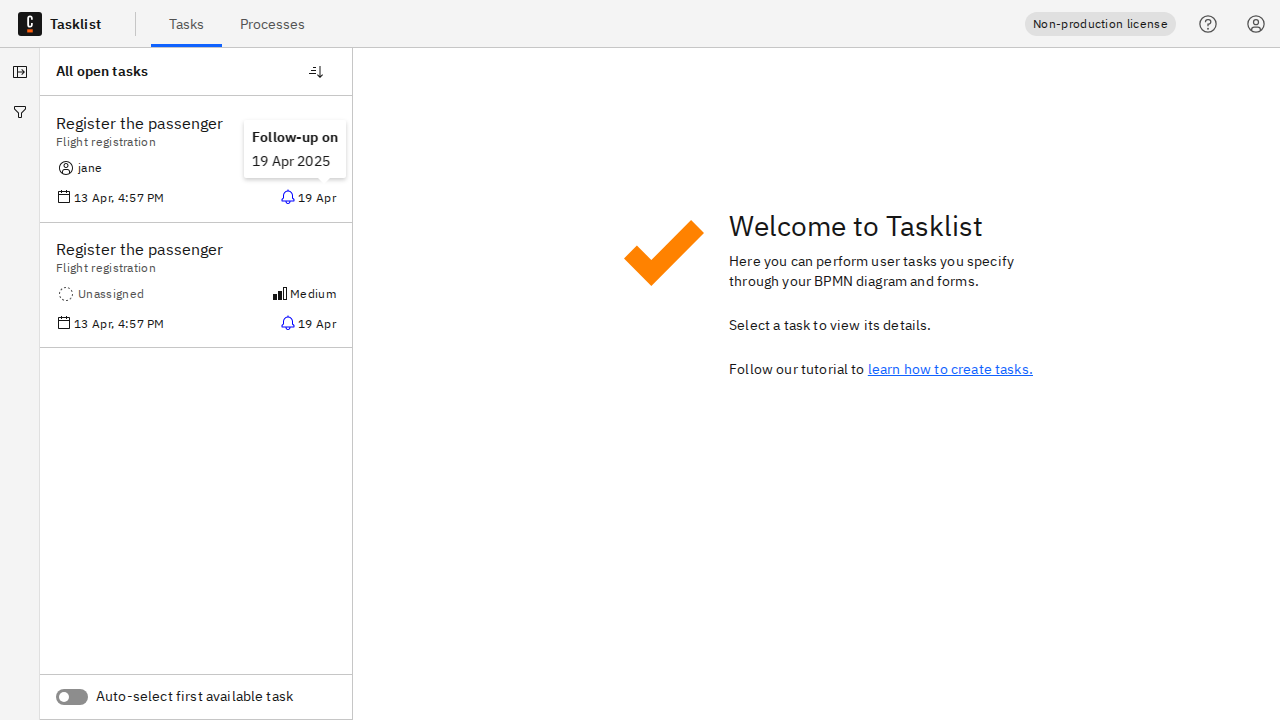 Tasklist
Tasks
Processes
Non-production license
All open tasks
Register the passenger
Flight registration
jane
Follow-up on
19 Apr 2025
13 Apr, 4:57 PM
19 Apr
Register the passenger
Flight registration
Unassigned
Medium
13 Apr, 4:57 PM
19 Apr
Auto-select first available task
Welcome to Tasklist
Here you can perform user tasks you specify
through your BPMN diagram and forms.
Select a task to view its details.
Follow our tutorial to learn how to create tasks.